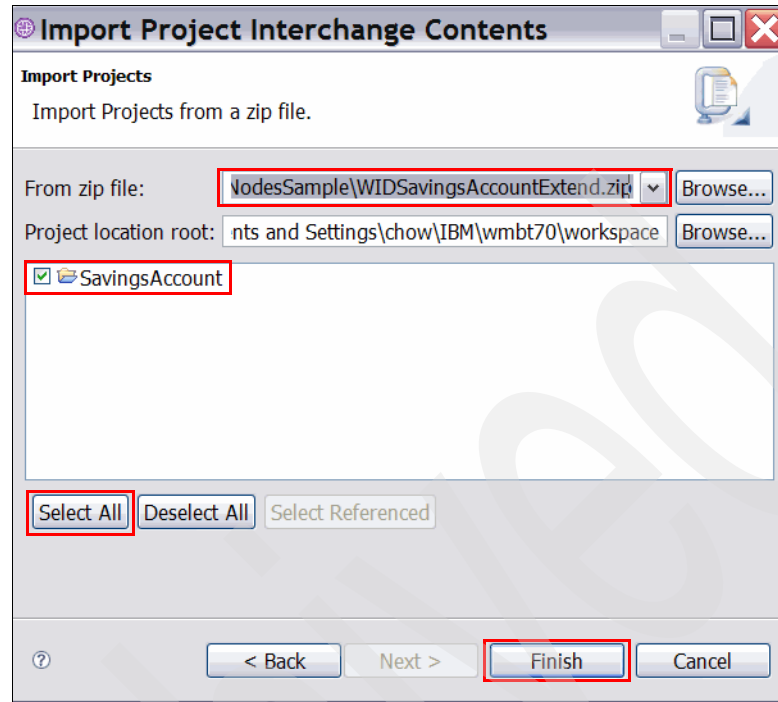 Import Project Interchange Contents
Import Projects
Import Projects from a zip file.
From zip file: NodesSample\WIDSavingsAccountExtend.zip Browse...
Project location root: nts and Settings\chow\IBM\wmbt70\workspace Browse...
SavingsAccount
Select All Deselect All Select Referenced
? < Back Next > Finish Cancel